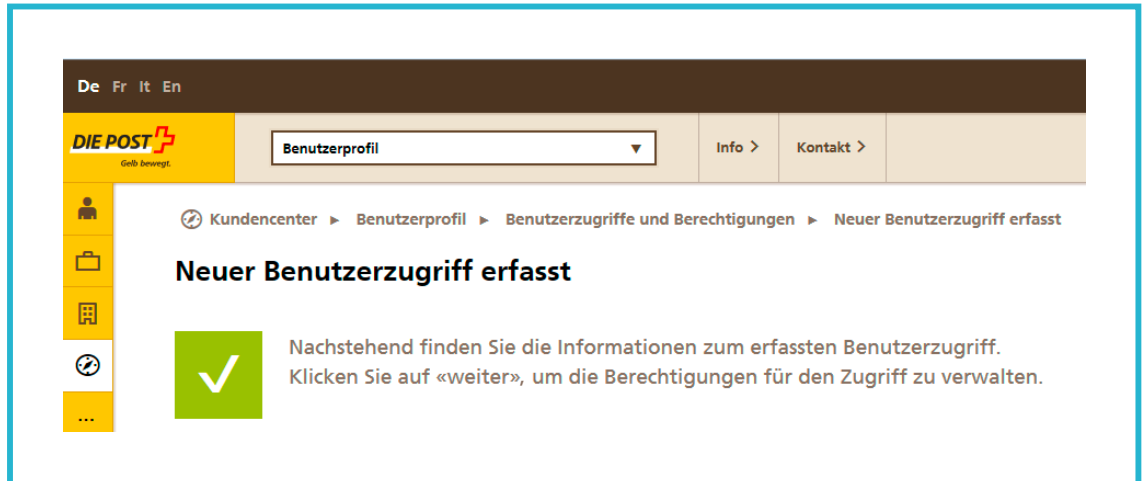 De Fr It En
DIE POST
Gelb bewegt.
Benutzerprofil
Info >
Kontakt >
Kundencenter ► Benutzerprofil ► Benutzerzugriffe und Berechtigungen ► Neuer Benutzerzugriff erfasst
Neuer Benutzerzugriff erfasst
Nachstehend finden Sie die Informationen zum erfassten Benutzerzugriff.
Klicken Sie auf «weiter», um die Berechtigungen für den Zugriff zu verwalten.
...